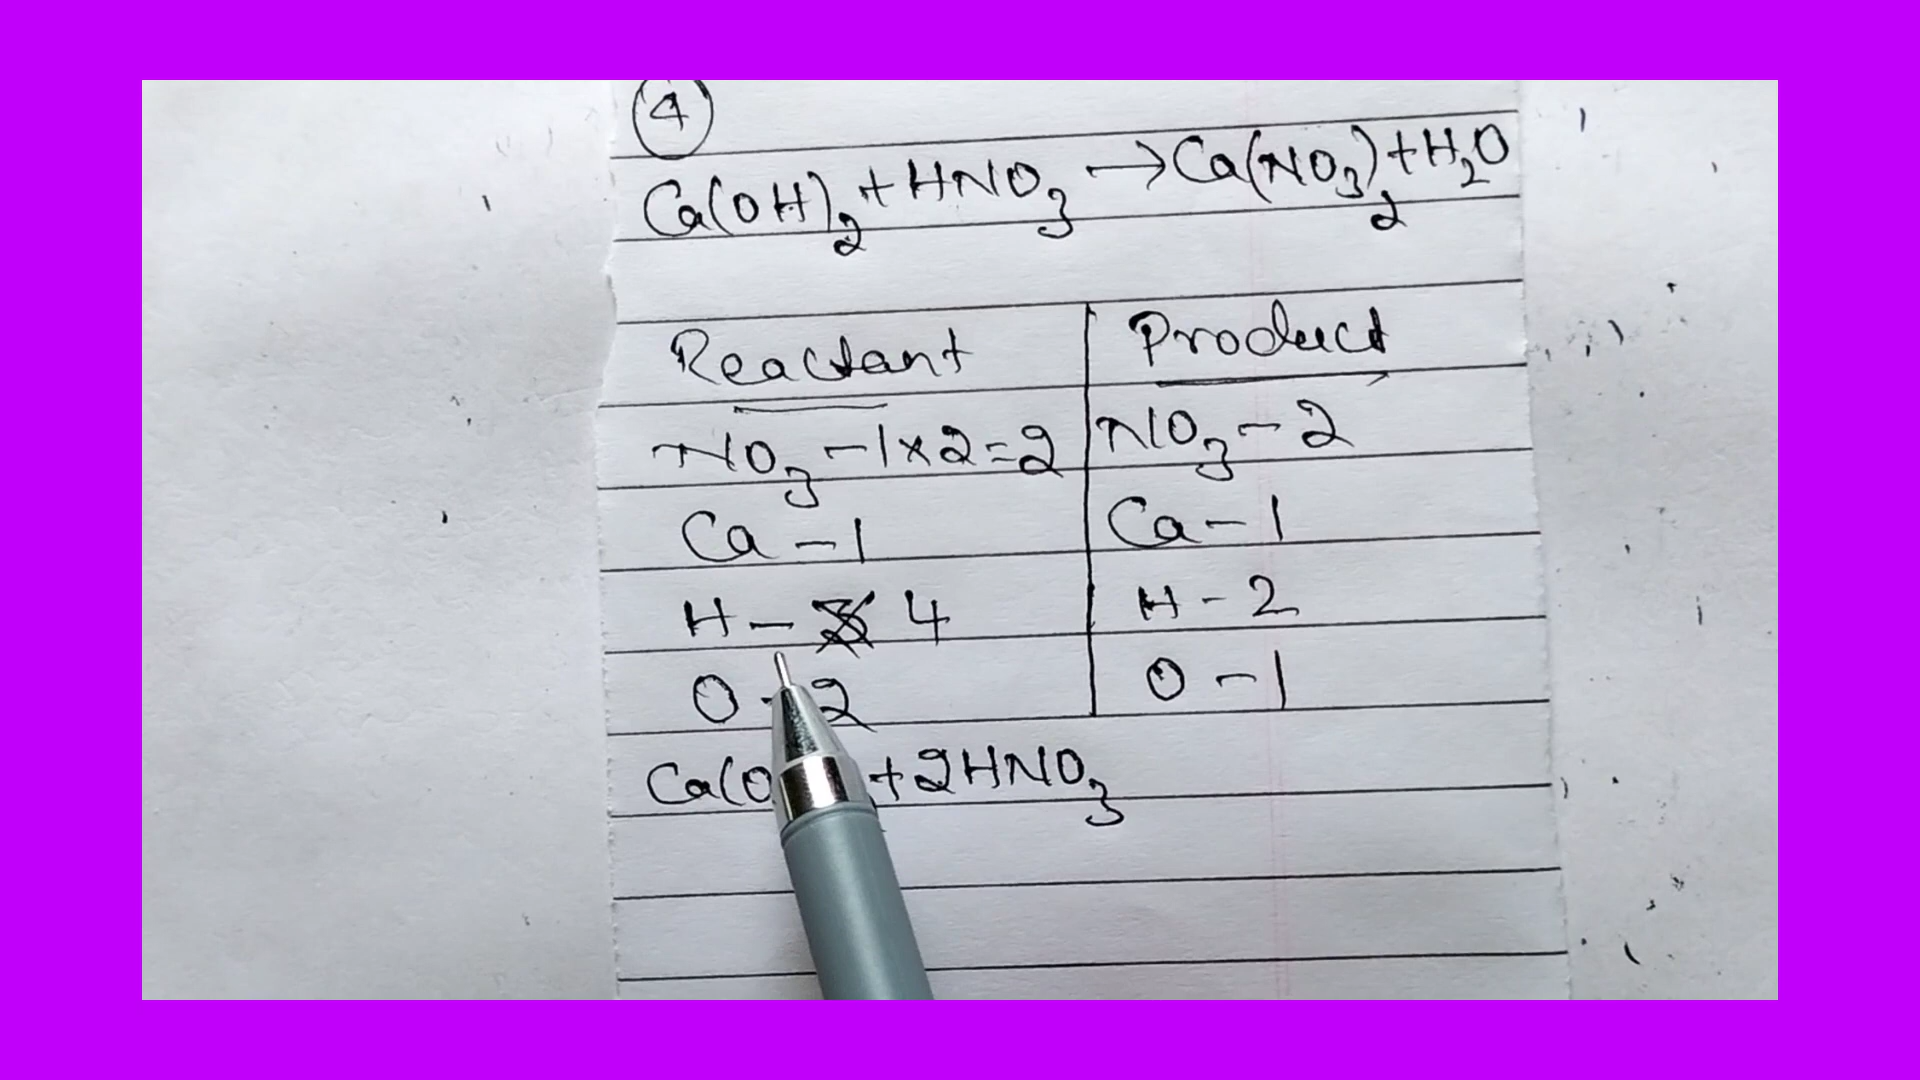 4
Ca(OH)₂ + HNO₃ → Ca(NO₃)₂ + H₂O
Reactant Product
NO₃ - 1 × 2 = 2 NO₃ - 2
Ca - 1 Ca - 1
H - 4 H - 2
O - 2 O - 1
Ca(O + 2HNO₃